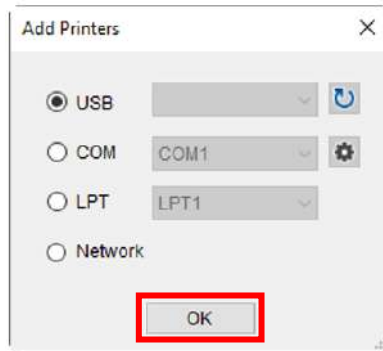 Add Printers
USB
COM COM1
LPT LPT1
Network
OK